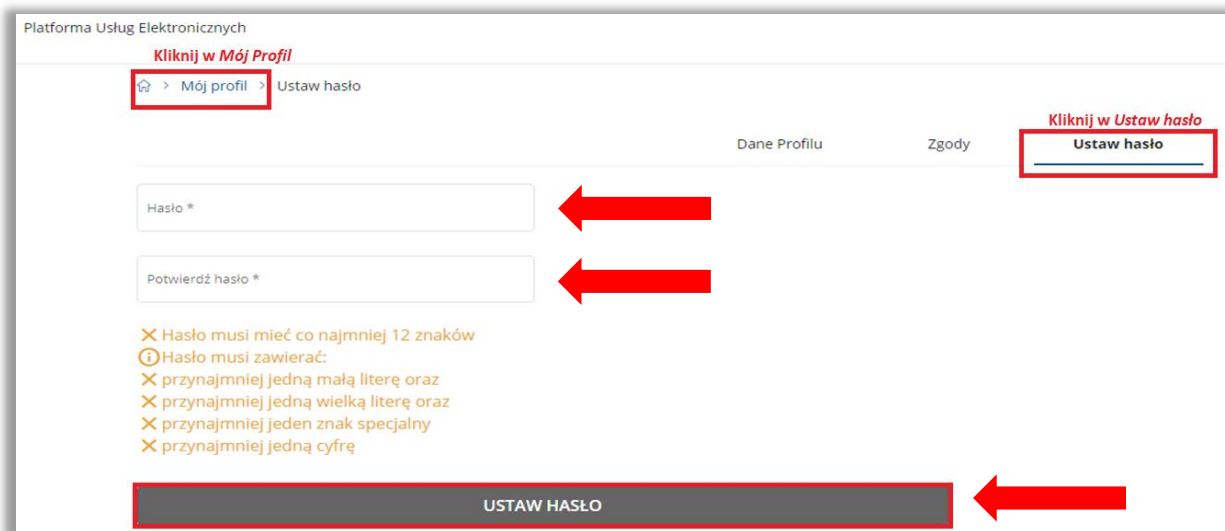 Platforma Usług Elektronicznych
Kliknij w Mój Profil
> Mój profil > Ustaw hasło
Kliknij w Ustaw hasło
Dane Profilu Zgody Ustaw hasło
Hasło *
Potwierdź hasło *
Hasło musi mieć co najmniej 12 znaków
Hasło musi zawierać:
przynajmniej jedną małą literę oraz
przynajmniej jedną wielką literę oraz
przynajmniej jeden znak specjalny
przynajmniej jedną cyfrę
USTAW HASŁO